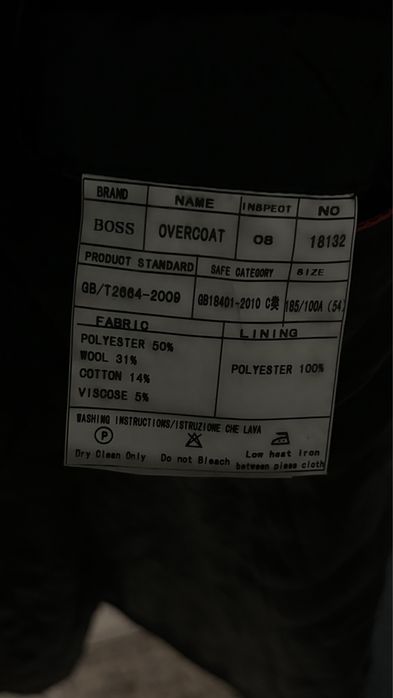 BRAND NAME INSPEOT NO
BOSS OVERCOAT 08 18132
PRODUCT STANDARD SAFE CATEGORY SIZE
GB/T2664-2009 GB18401-2010 C类 185/100A (54)
FABRIC LINING
POLYESTER 50%
WOOL 31%
COTTON 14%
VISCOSE 5%
POLYESTER 100%
WASHING INSTRUCTIONS/ISTRUZIONE CHE LAVA
P
Dry Clean Only Do not Bleach Low heat Iron
between piese cloth